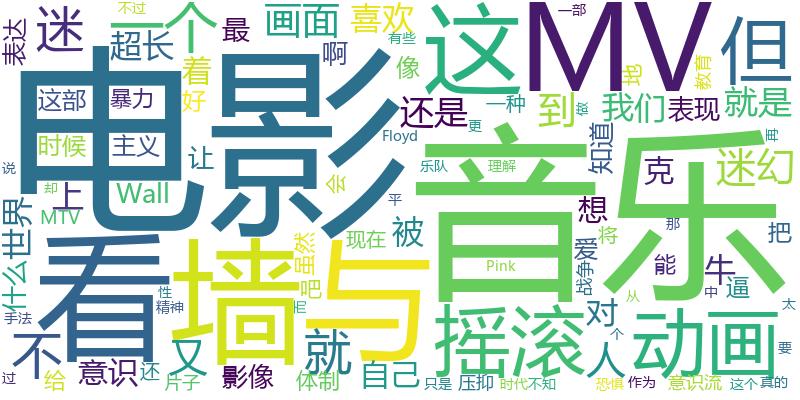 不过
一部
表达
迷
一个
最
画面
喜欢
有些
这
MV
但
超长
着
啊
像
一种
地
教育
这部
暴力
好
还是
到
做
我们
表现
就是
电影
音乐
时候
主义
让
Floyd
更
知道
再
说
却
上
Wall
会
乐队
理解
克
迷幻
MTV
平
想
那
世界
虽然
现在
被
将
爱
能
牛
把
什么
性
精神
吧
Pink
战争
从
中
逼
太
看
墙
与
手法
而
摇滚
对
个
动画
不
又
就
人
要
过
给
意识
还
片子
影像
体制
自己
只是
压抑
时代
不知
恐惧
作为
意识流
这个
真的